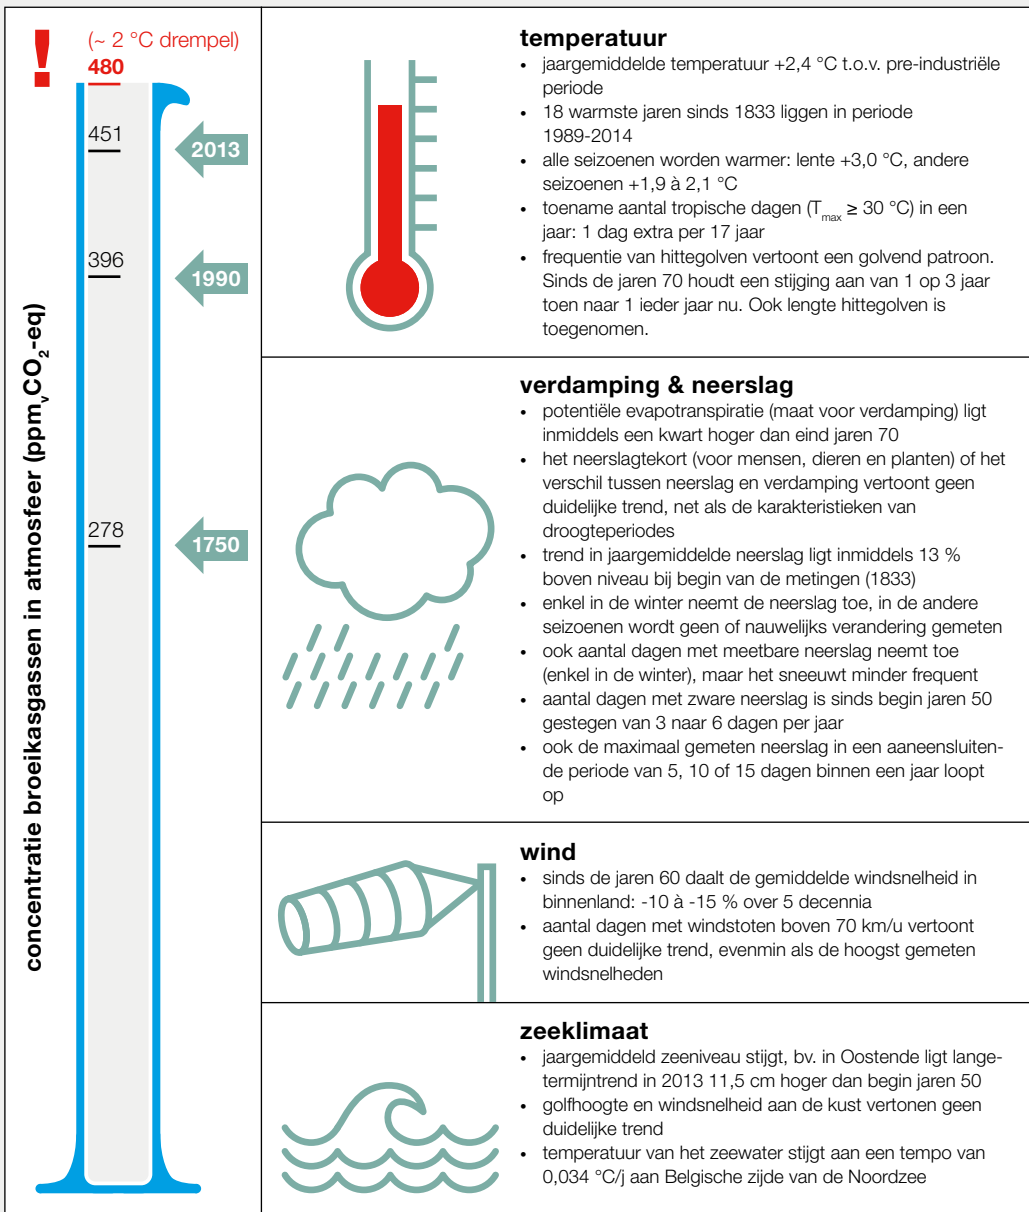 !
(~ 2 °C drempel)
480
451
2013
396
1990
278
1750
concentratie broeikasgassen in atmosfeer (ppmvCO2-eq)
temperatuur
• jaargemiddelde temperatuur +2,4 °C t.o.v. pre-industriële
periode
• 18 warmste jaren sinds 1833 liggen in periode
1989-2014
• alle seizoenen worden warmer: lente +3,0 °C, andere
seizoenen +1,9 à 2,1 °C
• toename aantal tropische dagen (Tmax ≥ 30 °C) in een
jaar: 1 dag extra per 17 jaar
• frequentie van hittegolven vertoont een golvend patroon.
Sinds de jaren 70 houdt een stijging aan van 1 op 3 jaar
toen naar 1 ieder jaar nu. Ook lengte hittegolven is
toegenomen.
verdamping & neerslag
• potentiële evapotranspiratie (maat voor verdamping) ligt
inmiddels een kwart hoger dan eind jaren 70
• het neerslagtekort (voor mensen, dieren en planten) of het
verschil tussen neerslag en verdamping vertoont geen
duidelijke trend, net als de karakteristieken van
droogteperiodes
• trend in jaargemiddelde neerslag ligt inmiddels 13 %
boven niveau bij begin van de metingen (1833)
• enkel in de winter neemt de neerslag toe, in de andere
seizoenen wordt geen of nauwelijks verandering gemeten
• ook aantal dagen met meetbare neerslag neemt toe
(enkel in de winter), maar het sneeuwt minder frequent
• aantal dagen met zware neerslag is sinds begin jaren 50
gestegen van 3 naar 6 dagen per jaar
• ook de maximaal gemeten neerslag in een aaneensluiten-
de periode van 5, 10 of 15 dagen binnen een jaar loopt
op
wind
• sinds de jaren 60 daalt de gemiddelde windsnelheid in
binnenland: -10 à -15 % over 5 decennia
• aantal dagen met windstoten boven 70 km/u vertoont
geen duidelijke trend, evenmin als de hoogst gemeten
windsnelheden
zeeklimaat
• jaargemiddeld zeeniveau stijgt, bv. in Oostende ligt lange-
termijntrend in 2013 11,5 cm hoger dan begin jaren 50
• golfhoogte en windsnelheid aan de kust vertonen geen
duidelijke trend
• temperatuur van het zeewater stijgt aan een tempo van
0,034 °C/j aan Belgische zijde van de Noordzee